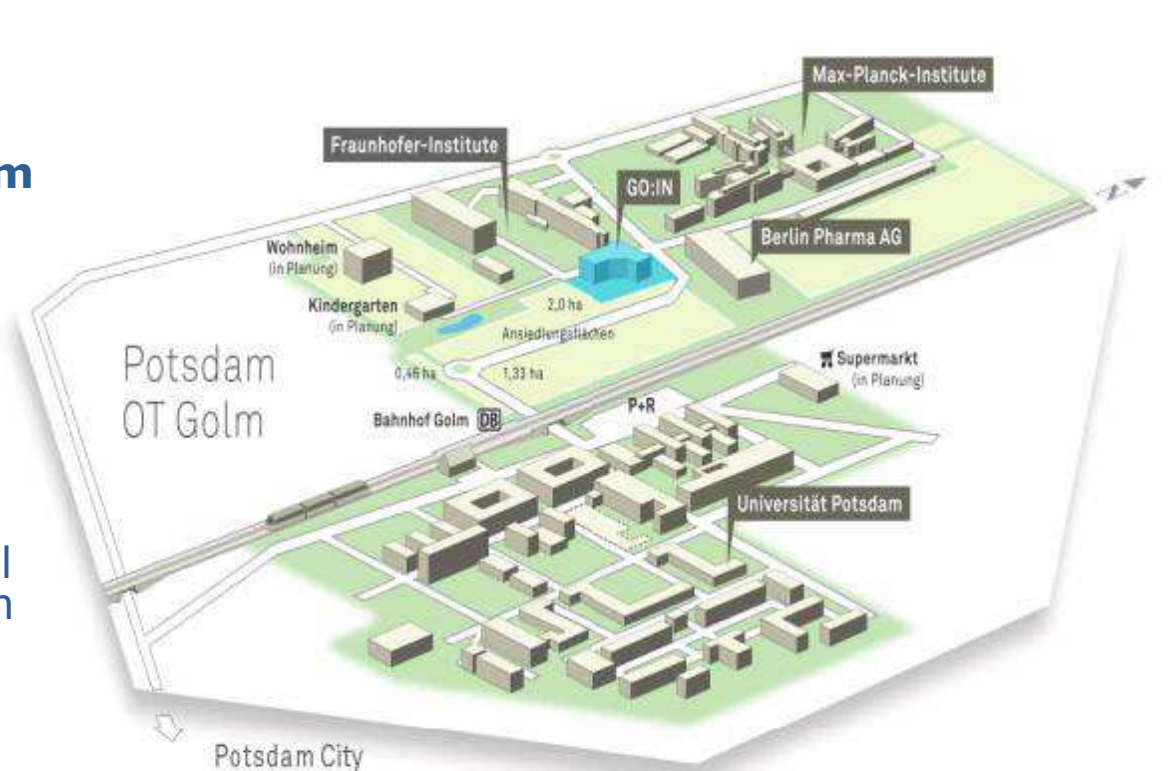 Max-Planck-Institute
Fraunhofer-Institute
m
GO:IN
Berlin Pharma AG
Wohnheim
(in Planung)
Kindergarten
(in Planung)
2,0 ha
Ansiedlungsflächen
Potsdam
OT Golm
0,46 ha
1,33 ha
Supermarkt
(in Planung)
P+R
Bahnhof Golm DB
Universität Potsdam
l
n
Potsdam City